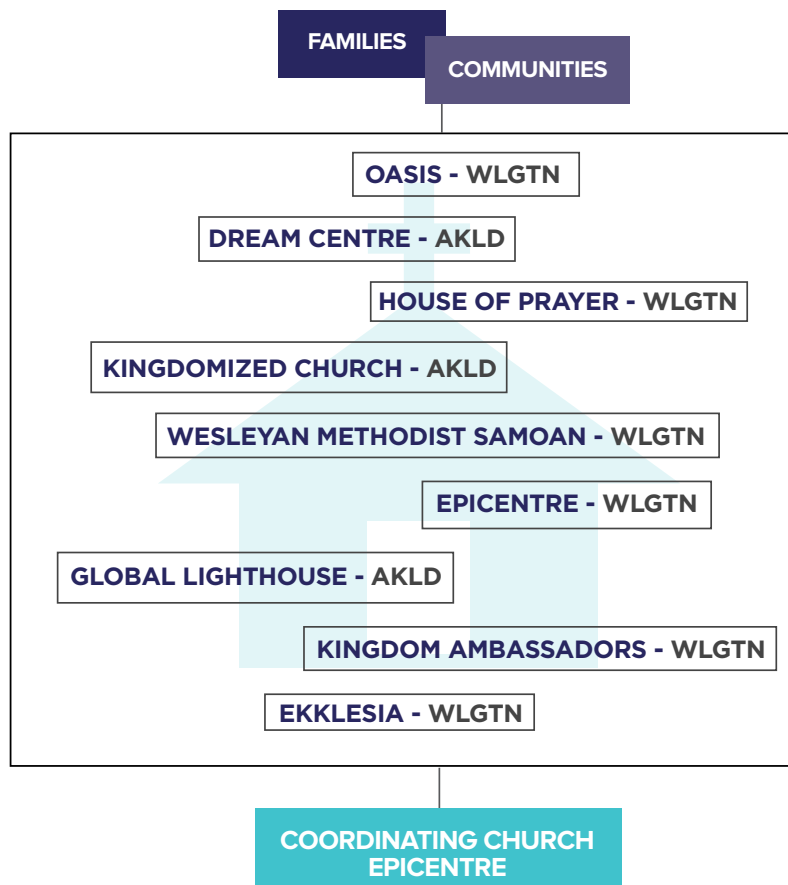 FAMILIES
COMMUNITIES
OASIS - WLGTN
DREAM CENTRE - AKLD
HOUSE OF PRAYER - WLGTN
KINGDOMIZED CHURCH - AKLD
WESLEYAN METHODIST SAMOAN - WLGTN
EPICENTRE - WLGTN
GLOBAL LIGHTHOUSE - AKLD
KINGDOM AMBASSADORS - WLGTN
EKKLESIA - WLGTN
COORDINATING CHURCH
EPICENTRE